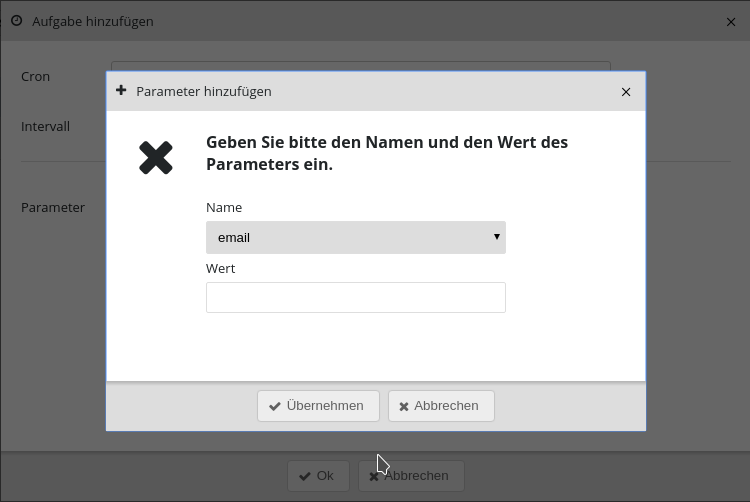 Aufgabe hinzufügen
Cron
Intervall
Parameter
Parameter hinzufügen
Geben Sie bitte den Namen und den Wert des
Parameters ein.
Name
email
Wert
Übernehmen
Abbrechen
Ok
Abbrechen